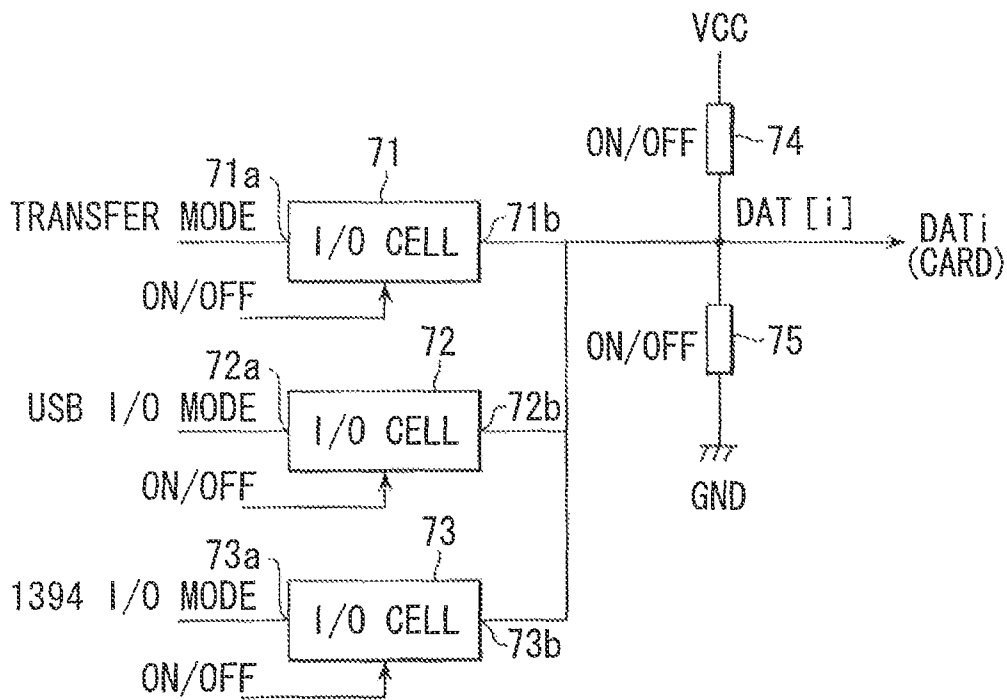 VCC
ON/OFF 74
71
71a
TRANSFER MODE
I/O CELL
71b
DAT [i]
DATi
(CARD)
ON/OFF
ON/OFF 75
72
72a
USB I/O MODE
I/O CELL
72b
ON/OFF
GND
73
73a
1394 I/O MODE
I/O CELL
73b
ON/OFF